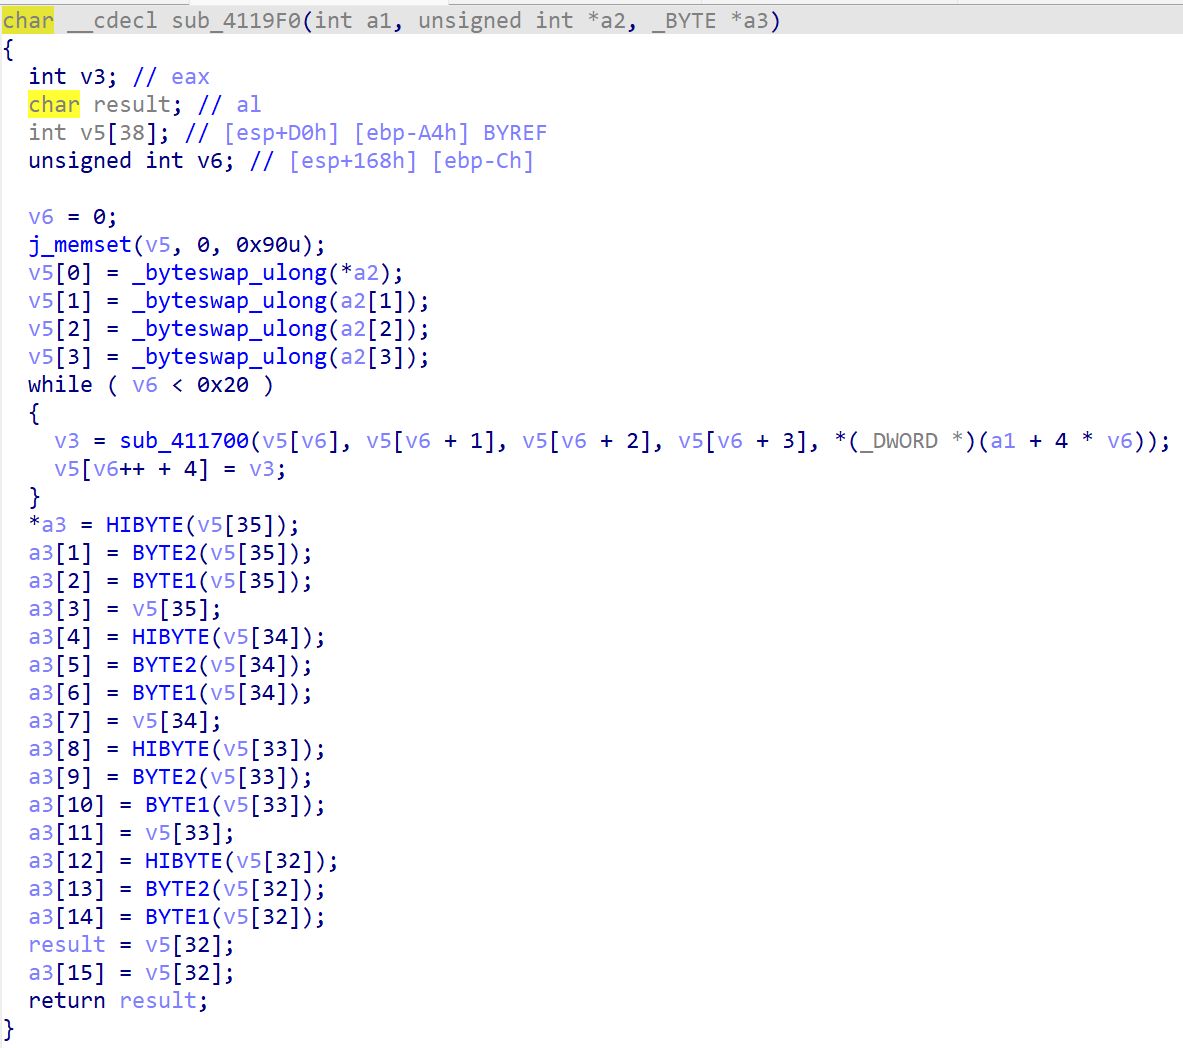 char __cdecl sub_4119F0(int a1, unsigned int *a2, _BYTE *a3)
{
  int v3; // eax
  char result; // al
  int v5[38]; // [esp+D0h] [ebp-A4h] BYREF
  unsigned int v6; // [esp+168h] [ebp-Ch]

  v6 = 0;
  j_memset(v5, 0, 0x90u);
  v5[0] = _byteswap_ulong(*a2);
  v5[1] = _byteswap_ulong(a2[1]);
  v5[2] = _byteswap_ulong(a2[2]);
  v5[3] = _byteswap_ulong(a2[3]);
  while ( v6 < 0x20 )
  {
    v3 = sub_411700(v5[v6], v5[v6 + 1], v5[v6 + 2], v5[v6 + 3], *(_DWORD *)(a1 + 4 * v6));
    v5[v6++ + 4] = v3;
  }
  *a3 = HIBYTE(v5[35]);
  a3[1] = BYTE2(v5[35]);
  a3[2] = BYTE1(v5[35]);
  a3[3] = v5[35];
  a3[4] = HIBYTE(v5[34]);
  a3[5] = BYTE2(v5[34]);
  a3[6] = BYTE1(v5[34]);
  a3[7] = v5[34];
  a3[8] = HIBYTE(v5[33]);
  a3[9] = BYTE2(v5[33]);
  a3[10] = BYTE1(v5[33]);
  a3[11] = v5[33];
  a3[12] = HIBYTE(v5[32]);
  a3[13] = BYTE2(v5[32]);
  a3[14] = BYTE1(v5[32]);
  result = v5[32];
  a3[15] = v5[32];
  return result;
}